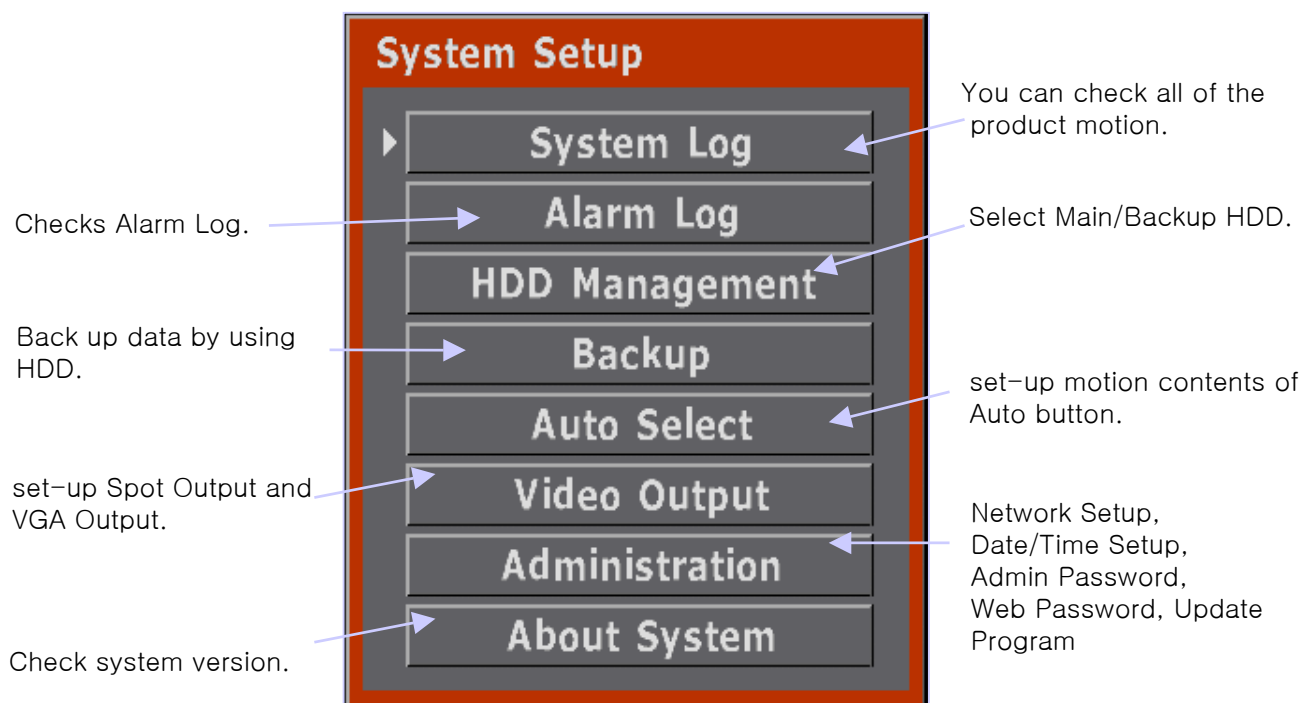 System Setup
You can check all of the
product motion.
System Log
Checks Alarm Log.
Alarm Log
Select Main/Backup HDD.
HDD Management
Back up data by using
HDD.
Backup
set-up motion contents of
Auto button.
Auto Select
set-up Spot Output and
VGA Output.
Video Output
Network Setup,
Date/Time Setup,
Admin Password,
Web Password, Update
Program
Administration
Check system version.
About System